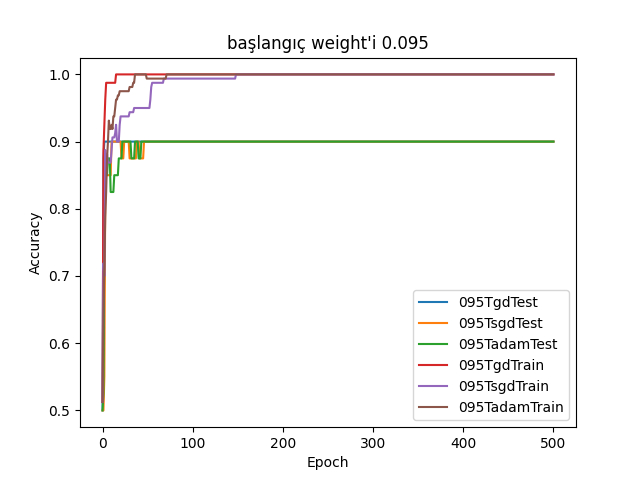 başlangıç weight'i 0.095
1.0
0.9
0.8
0.7
0.6
0.5
Accuracy
095TgdTest
095TsgdTest
095TadamTest
095TgdTrain
095TsgdTrain
095TadamTrain
0 100 200 300 400 500
Epoch